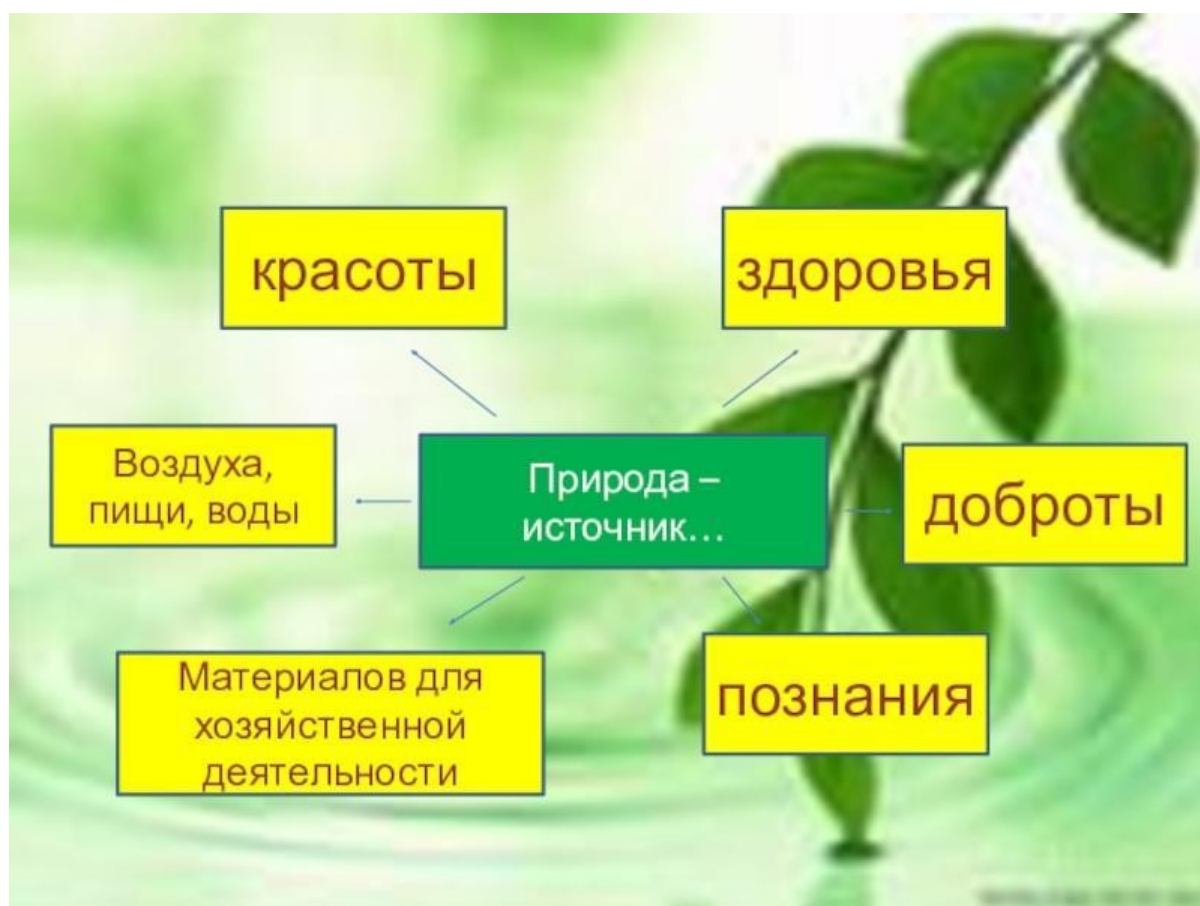 красоты
здоровья
Воздуха,
пищи, воды
Природа –
источник...
доброты
Материалов для
хозяйственной
деятельности
познания